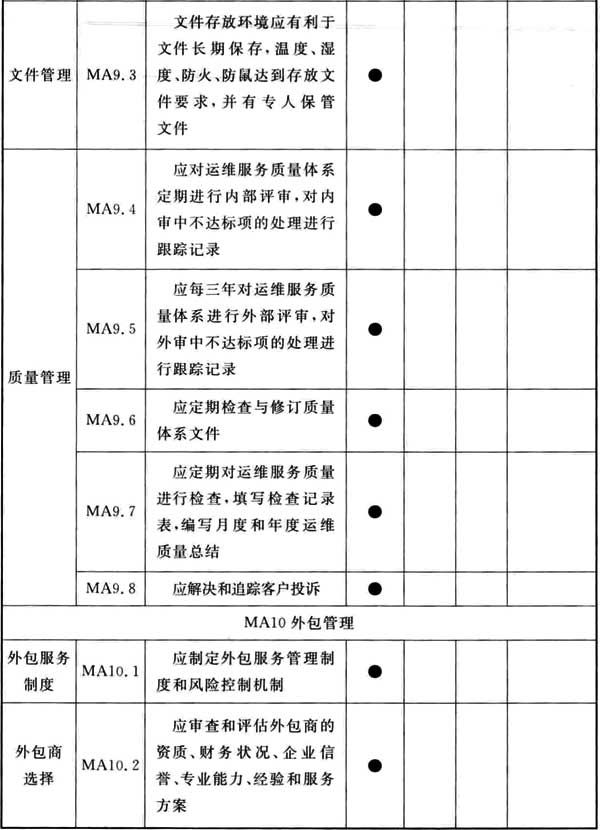 文件存放环境应有利于
文件长期保存,温度、湿
文件管理 MA9.3 度、防火、防鼠达到存放文 ●
件要求,并有专人保管
文件
应对运维服务质量体系
定期进行内部评审,对内
MA9.4 ●
审中不达标项的处理进行
跟踪记录
应每三年对运维服务质
量体系进行外部评审,对
MA9.5 ●
外审中不达标项的处理进
行跟踪记录
质量管理
应定期检查与修订质量
MA9.6 ●
体系文件
应定期对运维服务质量
进行检查,填写检查记录
MA9.7 ●
表,编写月度和年度运维
质量总结
MA9.8 应解决和追踪客户投诉 ●
MA10 外包管理
外包服务
制度
MA10.1 ●
应制定外包服务管理制
度和风险控制机制
外包商
选择
MA10.2 ●
应审查和评估外包商的
资质、财务状况、企业信
誉、专业能力、经验和服务
方案